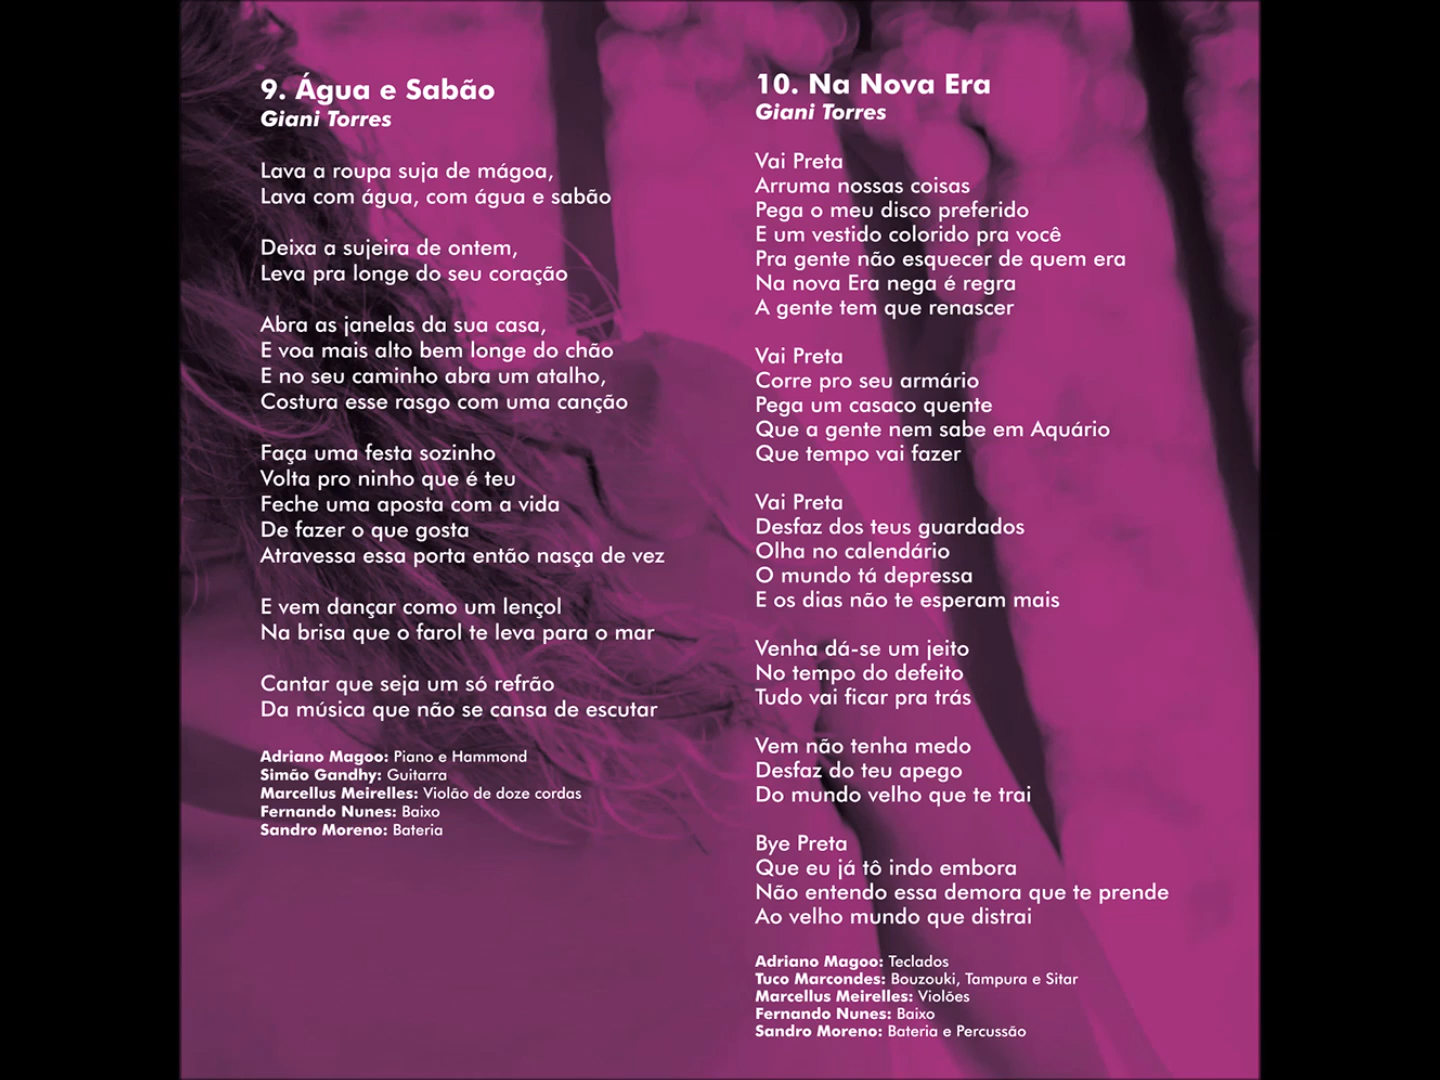 9. Água e Sabão
Giani Torres
Lava a roupa suja de mágoa,
Lava com água, com água e sabão
Deixa a sujeira de ontem,
Leva pra longe do seu coração
Abra as janelas da sua casa,
E voa mais alto bem longe do chão
E no seu caminho abra um atalho,
Costura esse rasgo com uma canção
Faça uma festa sozinho
Volta pro ninho que é teu
Feche uma aposta com a vida
De fazer o que gosta
Atravessa essa porta então nasça de vez
E vem dançar como um lençol
Na brisa que o farol te leva para o mar
Cantar que seja um só refrão
Da música que não se cansa de escutar
Adriano Magoo: Piano e Hammond
Simão Gandhy: Guitarra
Marcellus Meirelles: Violão de doze cordas
Fernando Nunes: Baixo
Sandro Moreno: Bateria
10. Na Nova Era
Giani Torres
Vai Preta
Arruma nossas coisas
Pega o meu disco preferido
E um vestido colorido pra você
Pra gente não esquecer de quem era
Na nova Era nega é regra
A gente tem que renascer
Vai Preta
Corre pro seu armário
Pega um casaco quente
Que a gente nem sabe em Aquário
Que tempo vai fazer
Vai Preta
Desfaz dos teus guardados
Olha no calendário
O mundo tá depressa
E os dias não te esperam mais
Venha dá-se um jeito
No tempo do defeito
Tudo vai ficar pra trás
Vem não tenha medo
Desfaz do teu apego
Do mundo velho que te trai
Bye Preta
Que eu já tô indo embora
Não entendo essa demora que te prende
Ao velho mundo que distrai
Adriano Magoo: Teclados
Tuco Marcondes: Bouzouki, Tampura e Sitar
Marcellus Meirelles: Violões
Fernando Nunes: Baixo
Sandro Moreno: Bateria e Percussão